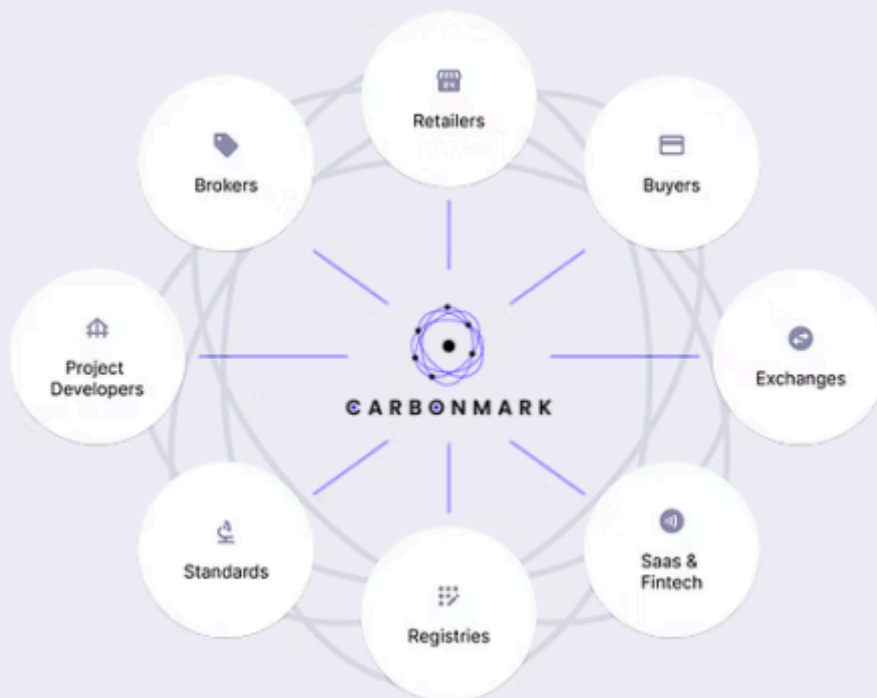 Retailers
Brokers
Buyers
Project
Developers
CARBONMARK
Exchanges
Standards
Saas &
Fintech
Registries